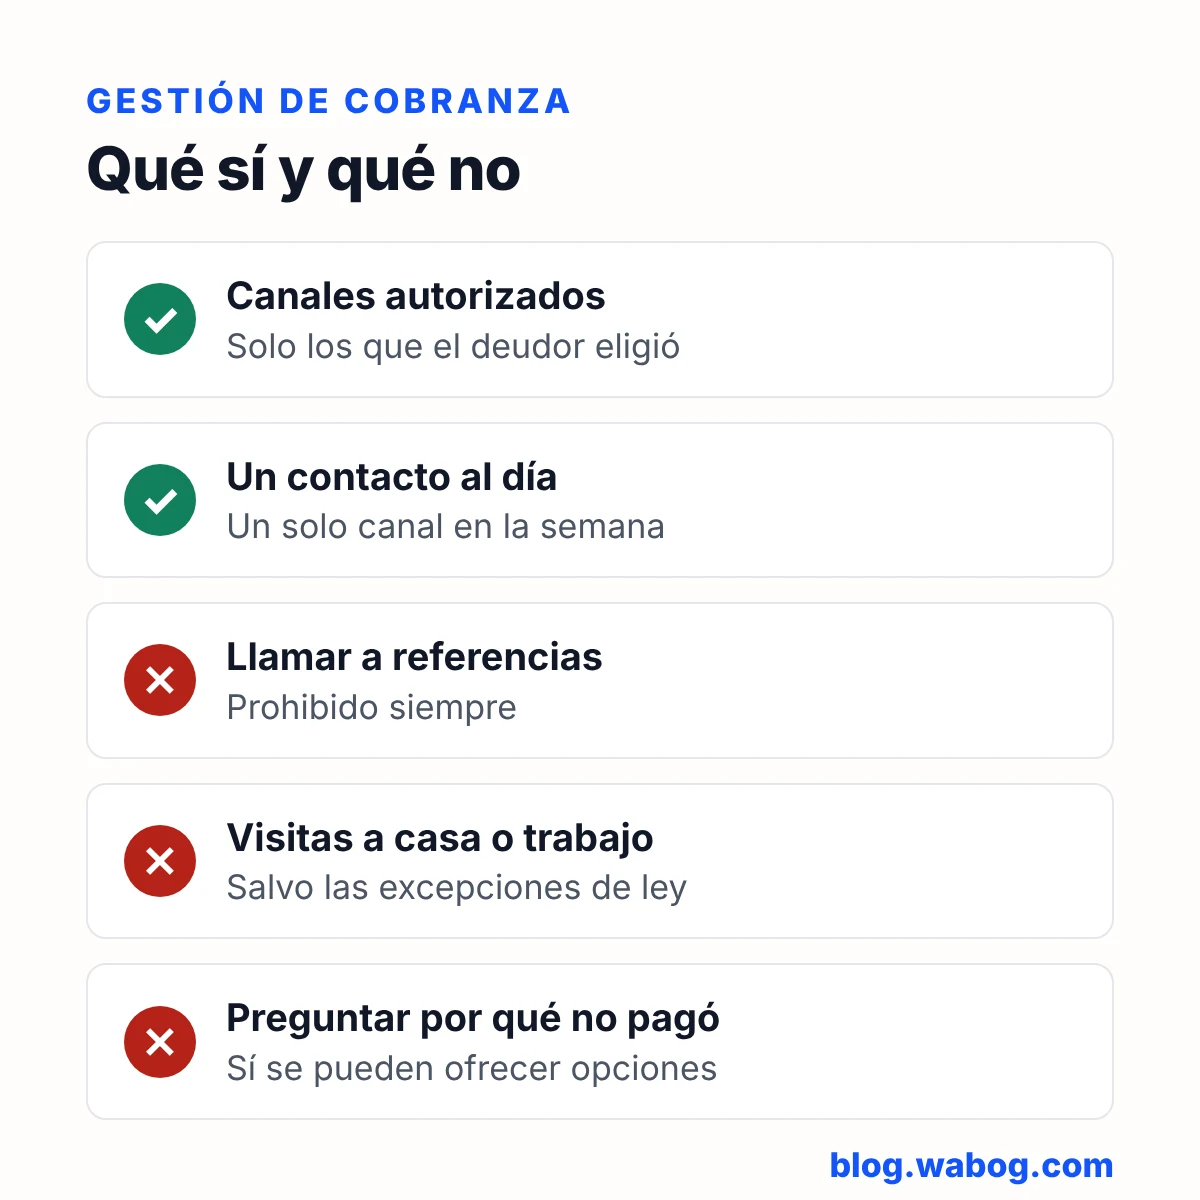 GESTIÓN DE COBRANZA
Qué sí y qué no
Canales autorizados
Solo los que el deudor eligió
Un contacto al día
Un solo canal en la semana
Llamar a referencias
Prohibido siempre
Visitas a casa o trabajo
Salvo las excepciones de ley
Preguntar por qué no pagó
Sí se pueden ofrecer opciones
blog.wabog.com